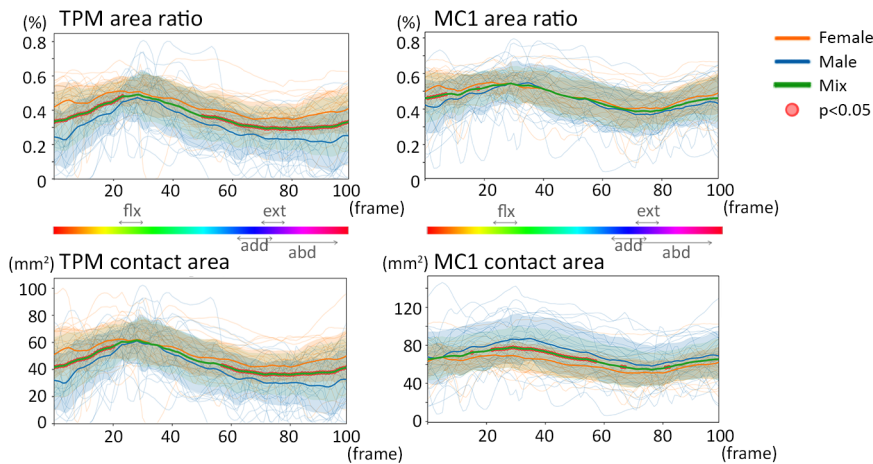 (%) TPM area ratio
0.8
0.6
0.4
0.2
0
20 40 60 80 100
(frame)
(%) MC1 area ratio
0.8
0.6
0.4
0.2
0
0 20 40 60 80 100
(frame)
Female
Male
Mix
p<0.05
flx ext
add abd
flx ext
add abd
(mm²) TPM contact area
100
80
60
40
20
0
20 40 60 80 100
(frame)
(mm²) MC1 contact area
120
80
40
0
0 20 40 60 80 100
(frame)